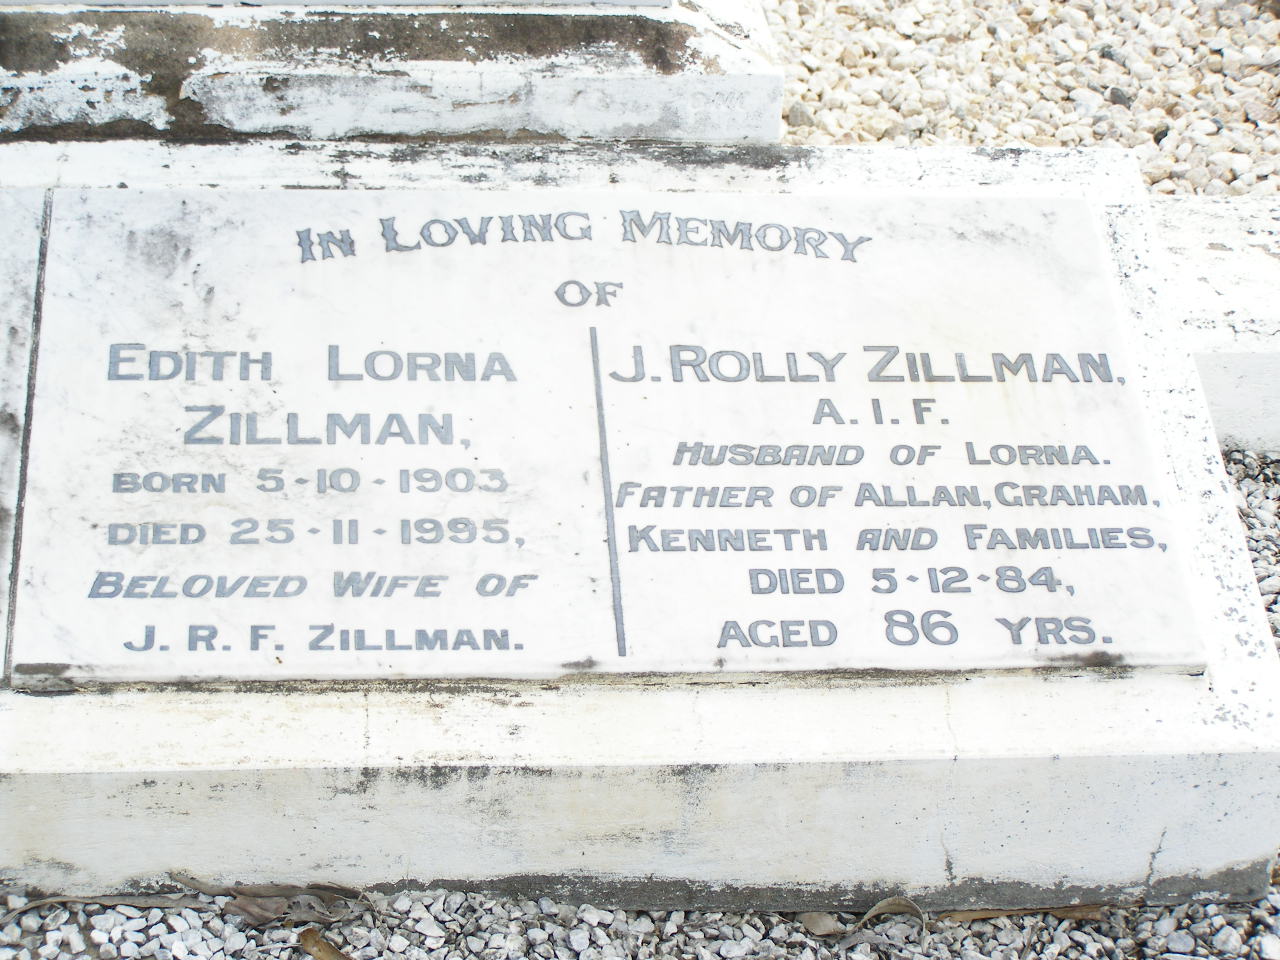 In Loving Memory
OF
EDITH LORNA
ZILLMAN,
BORN 5-10-1903
DIED 25-11-1995,
BELOVED WIFE OF
J.R.F. ZILLMAN.
J. ROLLY ZILLMAN,
A.I.F.
HUSBAND OF LORNA.
FATHER OF ALLAN, GRAHAM,
KENNETH AND FAMILIES,
DIED 5-12-84,
AGED 86 YRS.